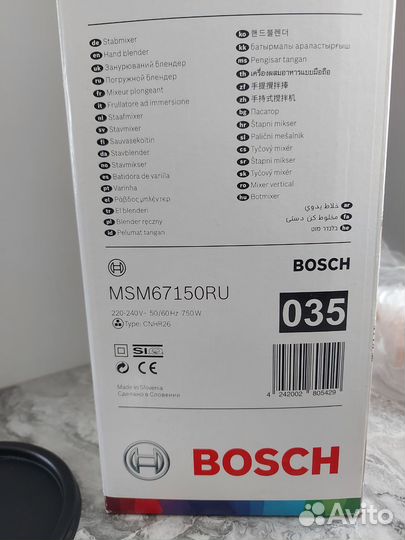 de Stabmixer
en Hand blender
uk Занурюваний блендер
ru Погружной блендер
fr Mixeur plongeant
it Frullatore ad immersione
nl Staafmixer
sv Stavmixer
fi Sauvasekoitin
da Stavblender
no Stavmikser
es Batidora de varilla
pt Varinha
el Ράβδος μπλέντερ
tr El blenderi
pl Blender ręczny
id Pelumat tangan
ko 핸드블렌더
kk батырмалы араластырғыш
ms Pengisar tangan
th เครื่องผสมอาหารแบบมือถือ
zf 手提攪拌棒
zh 手持式搅拌机
bg Пасатор
hr Štapni mikser
sl Palični mešalnik
cs Tyčový mixér
sr Štapni mikser
sk Tyčový mixér
ro Mixer vertical
hu Botmixer
ar خلاط يدوي
fa مخلوط کن دستی
he בלנדר מוט
BOSCH
MSM67150RU
220-240V~ 50/60Hz 750W
Type: CNHR26
035
SI
CE
Made in Slovenia
Сделано в Словении
4 242002 805429
BOSCH
Avito